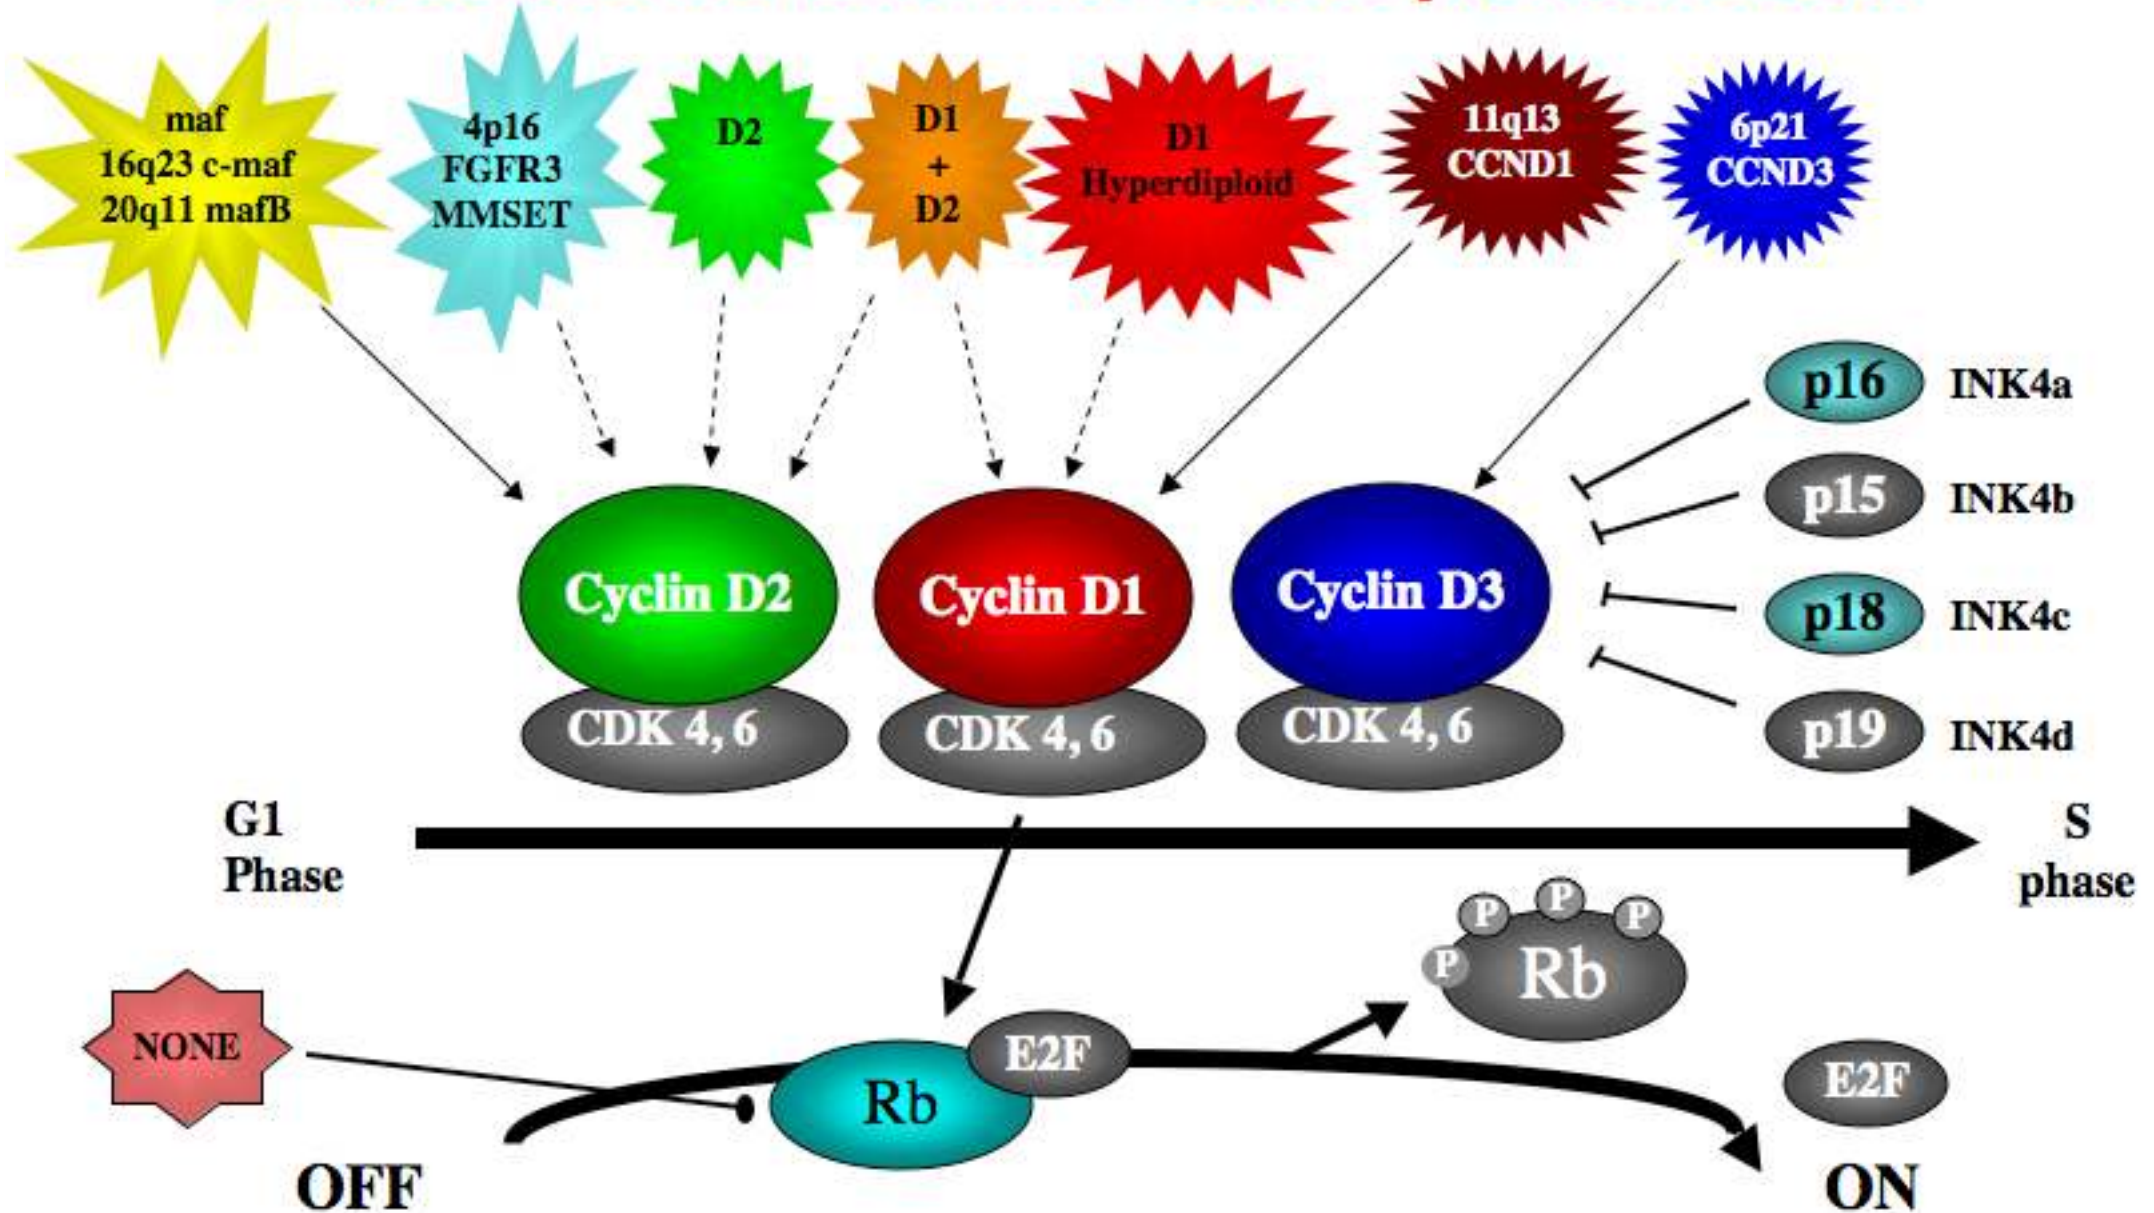 maf
16q23 c-maf
20q11 mafB
4p16
FGFR3
MMSET
D2
D1
+
D2
D1
Hyperdiploid
11q13
CCND1
6p21
CCND3
p16 INK4a
p15 INK4b
p18 INK4c
p19 INK4d
Cyclin D2
Cyclin D1
Cyclin D3
CDK 4, 6
CDK 4, 6
CDK 4, 6
G1
Phase
S
phase
P
P
P
P
Rb
NONE
Rb
E2F
E2F
OFF
ON